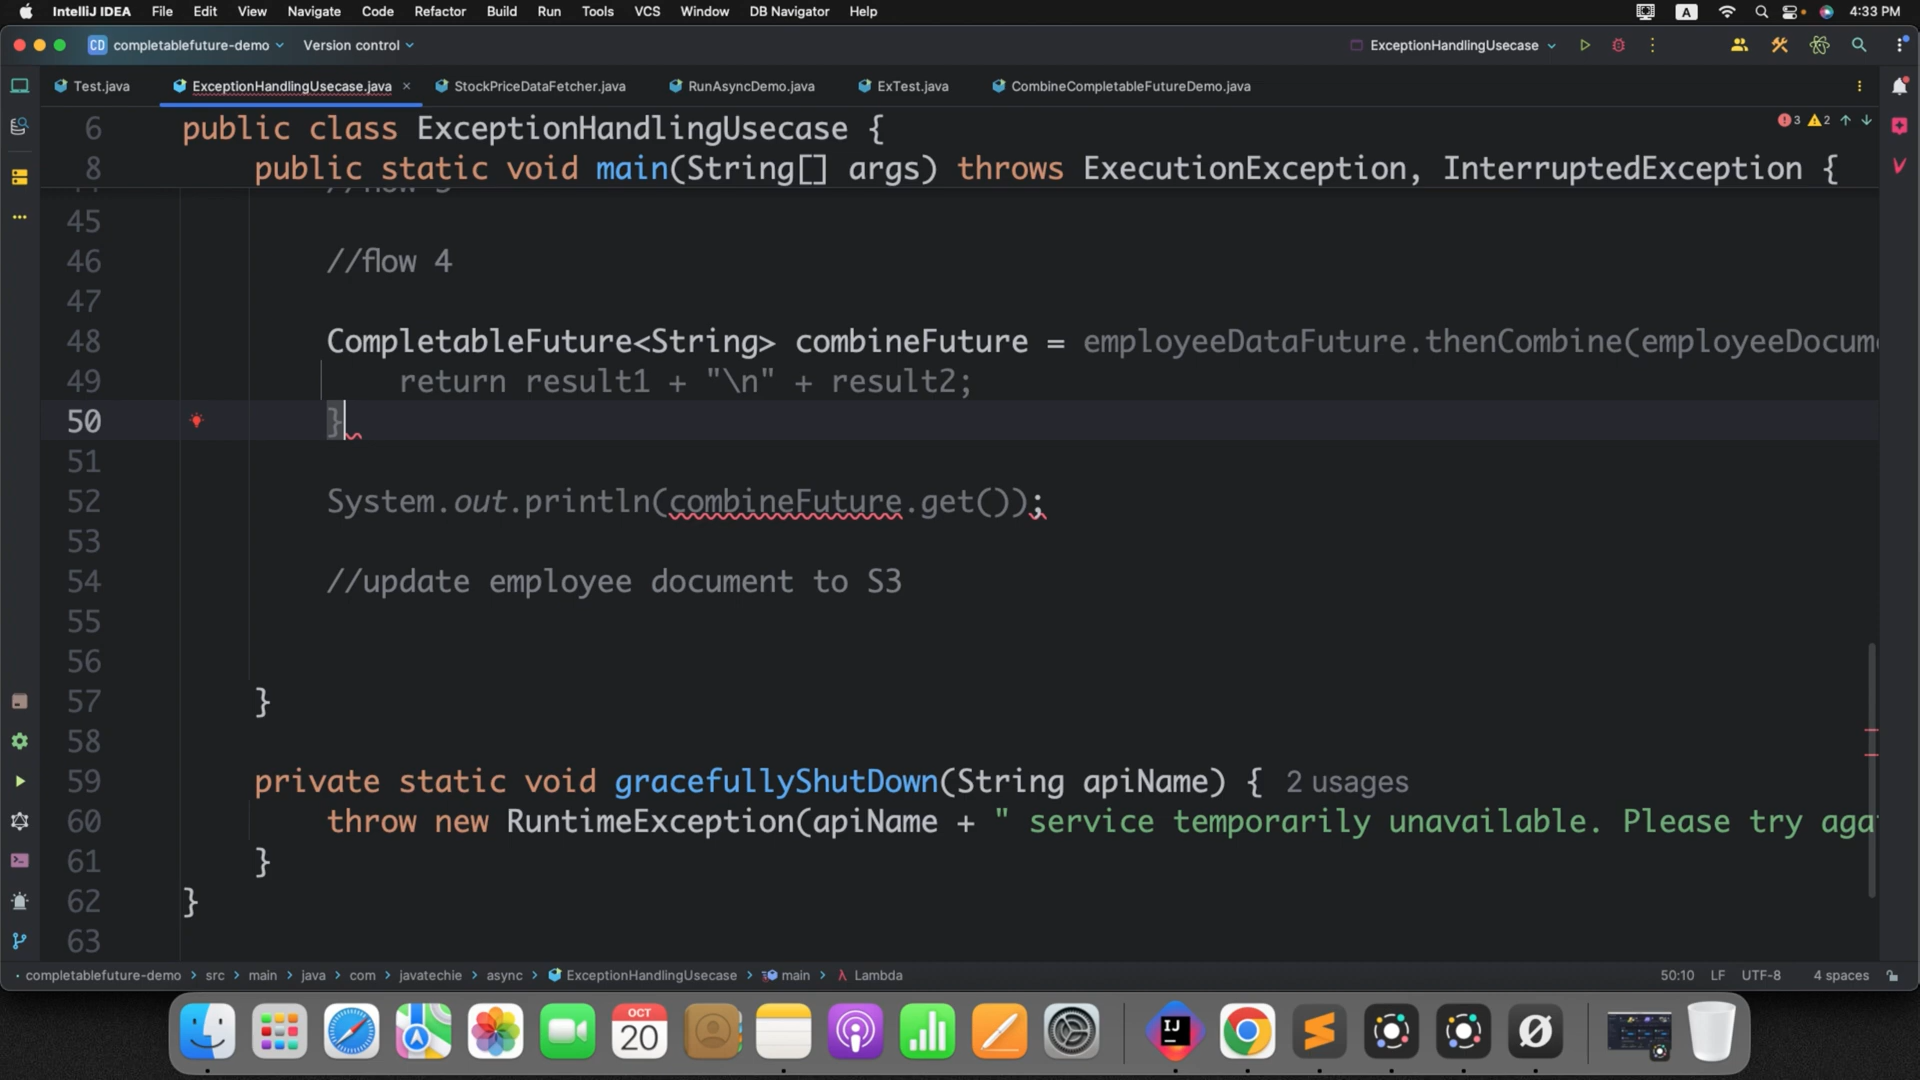 IntelliJ IDEA File Edit View Navigate Code Refactor Build Run Tools VCS Window DB Navigator Help A 4:33 PM
CD completablefuture-demo Version control ExceptionHandlingUsecase
Test.java ExceptionHandlingUsecase.java StockPriceDataFetcher.java RunAsyncDemo.java ExTest.java CombineCompletableFutureDemo.java
6 public class ExceptionHandlingUsecase { 3 2
8 public static void main(String[] args) throws ExecutionException, InterruptedException {
45
46 //flow 4
47
48 CompletableFuture<String> combineFuture = employeeDataFuture.thenCombine(employeeDocum
49 return result1 + "\n" + result2;
50 }
51
52 System.out.println(combineFuture.get());
53
54 //update employee document to S3
55
56
57 }
58
59 private static void gracefullyShutDown(String apiName) { 2 usages
60 throw new RuntimeException(apiName + " service temporarily unavailable. Please try aga
61 }
62 }
63
completablefuture-demo > src > main > java > com > javatechie > async > ExceptionHandlingUsecase > main > λ Lambda 50:10 LF UTF-8 4 spaces
OCT
20
IJ